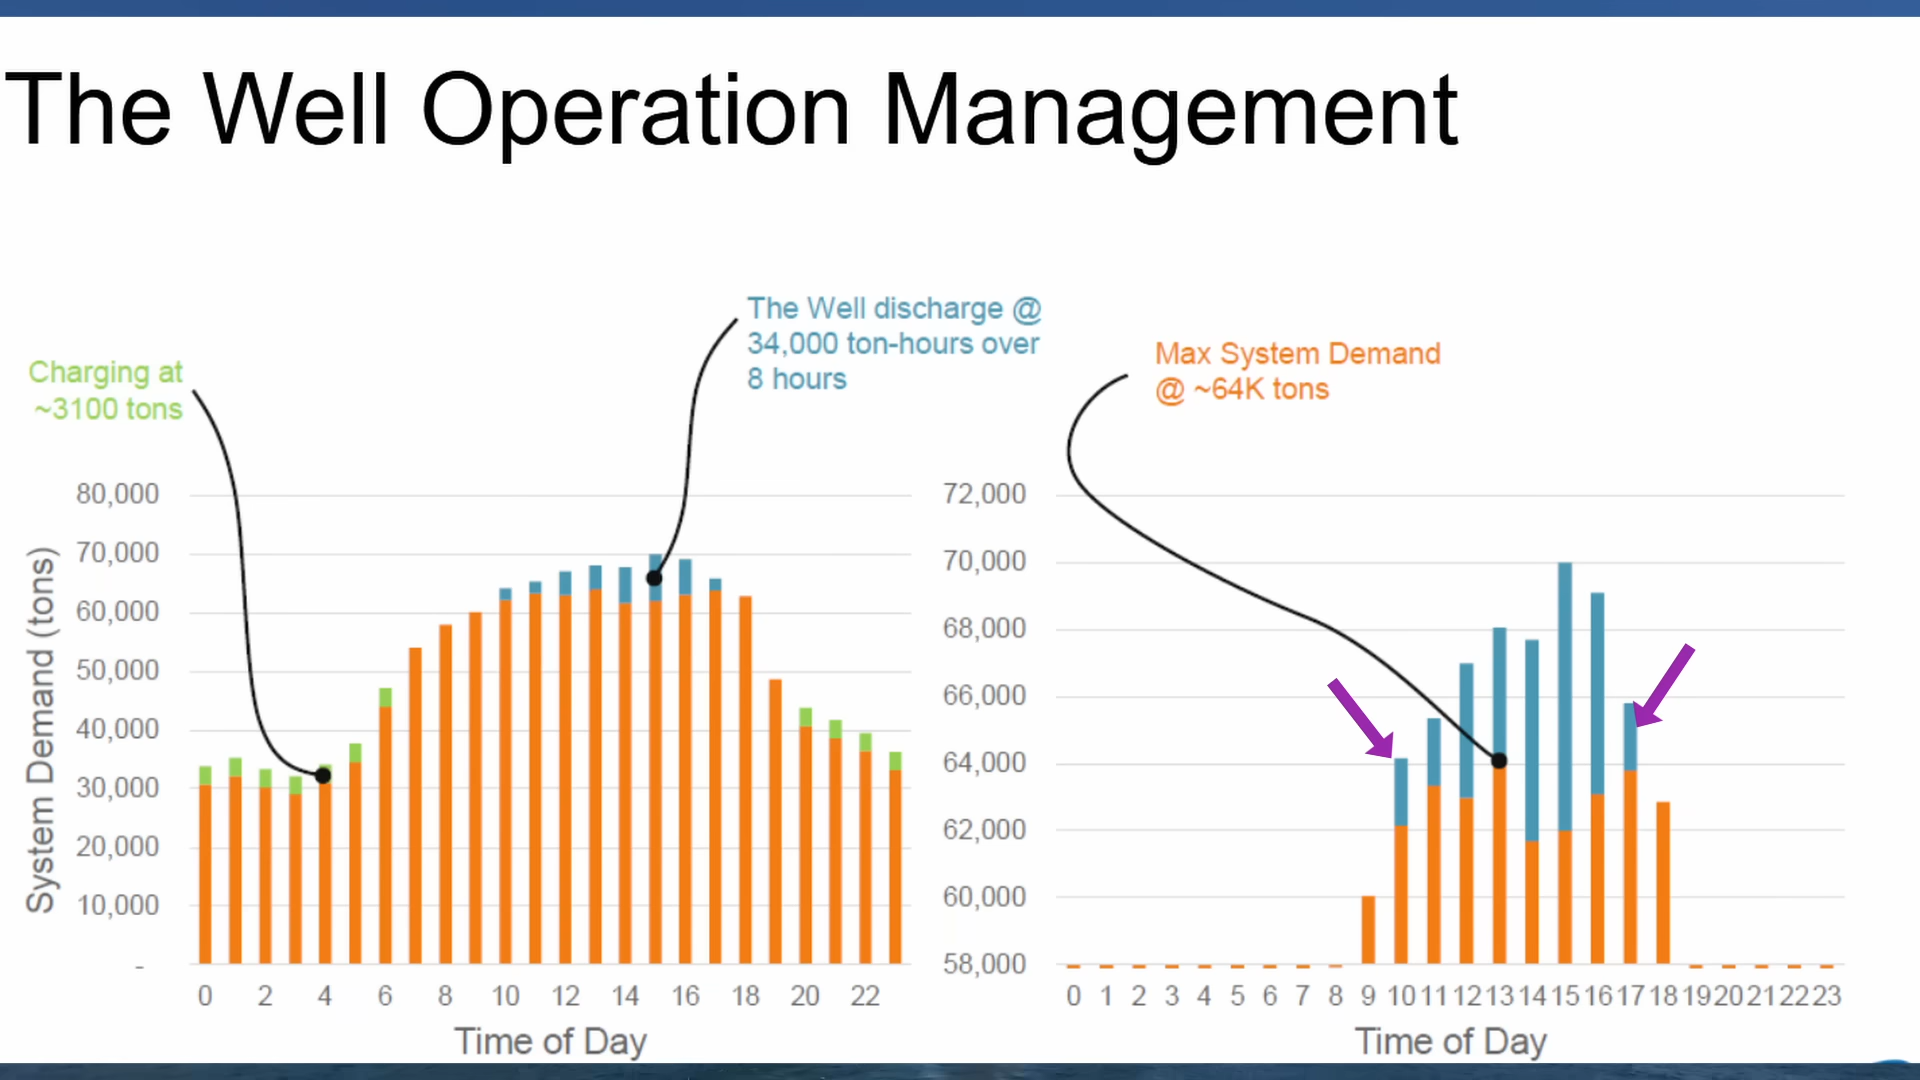 The Well Operation Management
The Well discharge @
34,000 ton-hours over
8 hours
Charging at
~3100 tons
Max System Demand
@ ~64K tons
System Demand (tons)
80,000
70,000
60,000
50,000
40,000
30,000
20,000
10,000
-
0 2 4 6 8 10 12 14 16 18 20 22
Time of Day
72,000
70,000
68,000
66,000
64,000
62,000
60,000
58,000
0 1 2 3 4 5 6 7 8 9 10 11 12 13 14 15 16 17 18 19 20 21 22 23
Time of Day